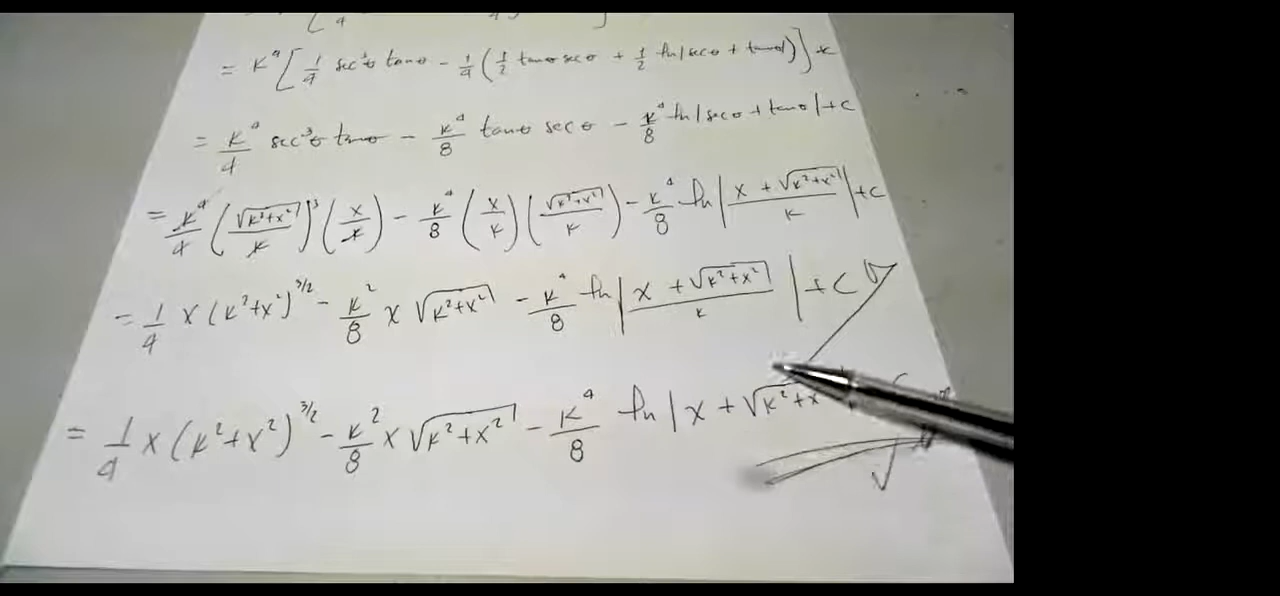 = K⁴ [ 1/4 sec³θ tanθ - 1/4 ( 1/2 tanθ secθ + 1/2 ln|secθ + tanθ| ) ] + c
= K⁴/4 sec³θ tanθ - K⁴/8 tanθ secθ - K⁴/8 ln|secθ + tanθ| + C
= K⁴/4 ( √(K²+x²)/K )³ ( x/K ) - K⁴/8 ( x/K ) ( √(K²+x²)/K ) - K⁴/8 ln| (x + √(K²+x²))/K | + C
= 1/4 x (K²+x²)^(3/2) - K²/8 x √(K²+x²) - K⁴/8 ln| (x + √(K²+x²))/K | + C
= 1/4 x (K²+x²)^(3/2) - K²/8 x √(K²+x²) - K⁴/8 ln| x + √(K²+x